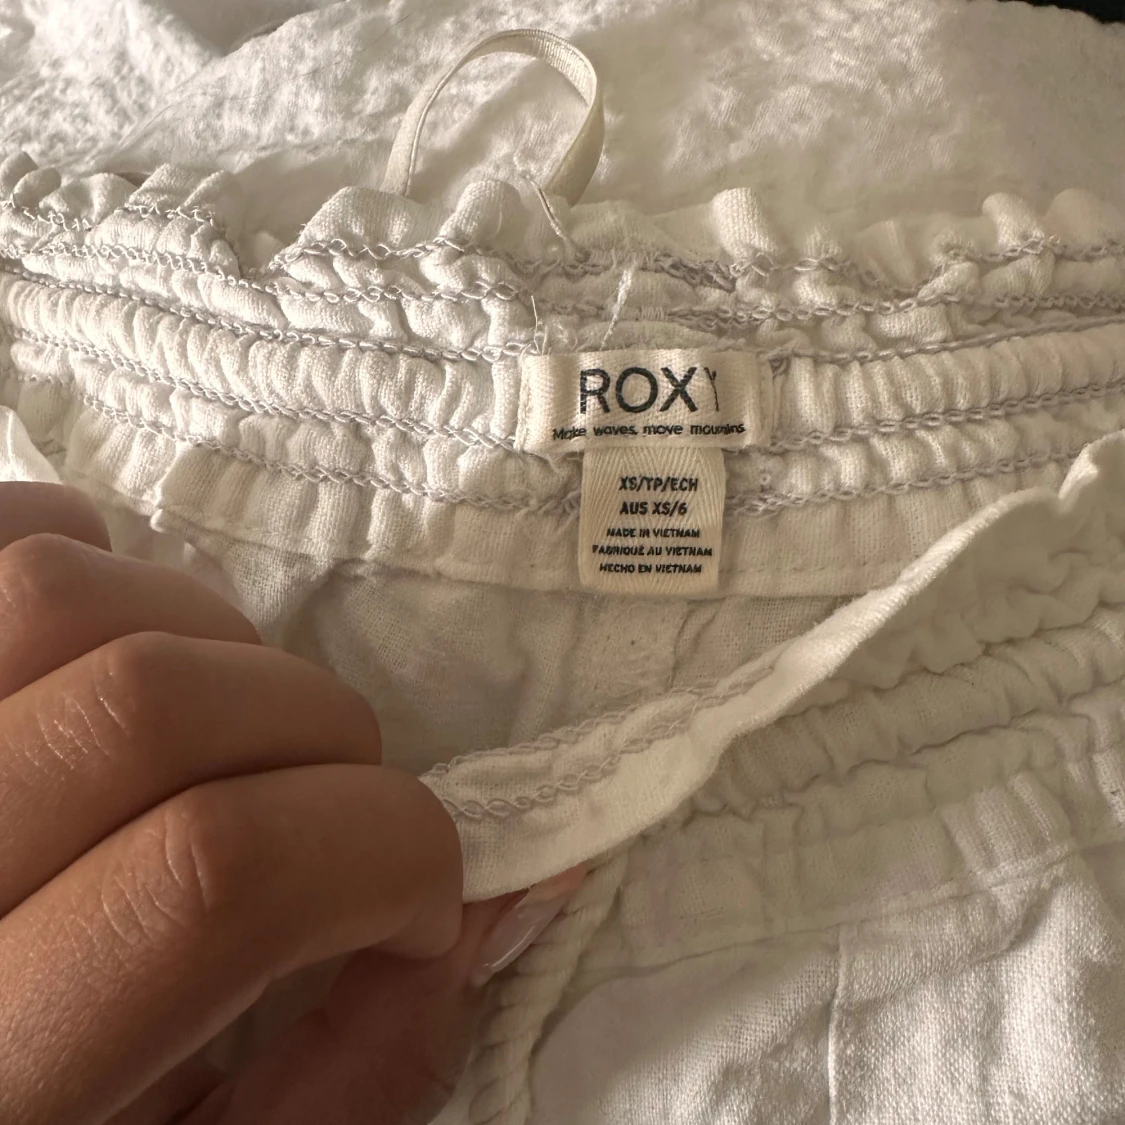 ROXY
Make waves, move mountains
XS/TP/ECH
AUS XS/6
MADE IN VIETNAM
FABRIQUÉ AU VIETNAM
HECHO EN VIETNAM